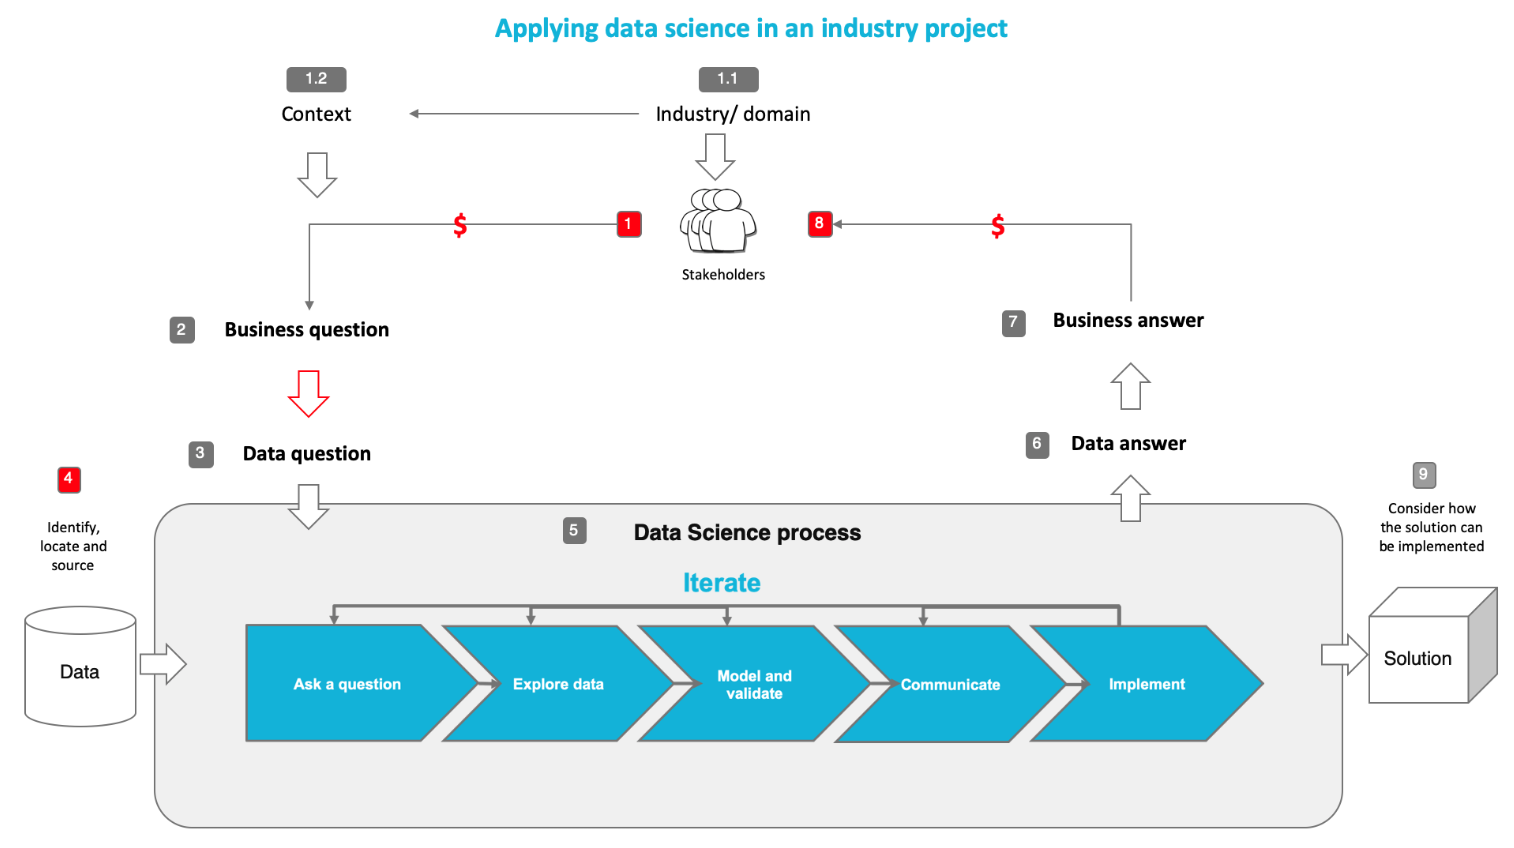 Applying data science in an industry project
1.2
1.1
Context
Industry/ domain
$
1
8
$
Stakeholders
2
Business question
7
Business answer
3
Data question
6
Data answer
4
Identify,
locate and
source
9
Consider how
the solution can
be implemented
5
Data Science process
Iterate
Data
Ask a question
Explore data
Model and
validate
Communicate
Implement
Solution